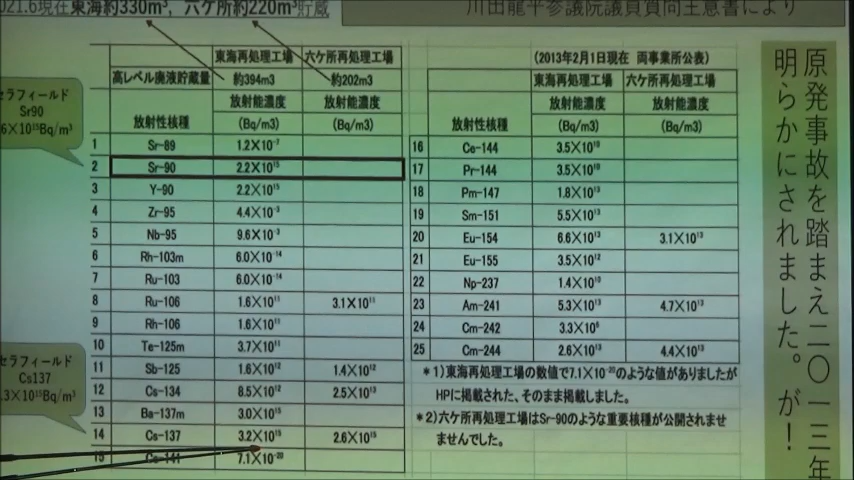 021.6現在東海約330m³, 六ケ所約220m³貯蔵
川田龍平参議院議員質問主意書により
(2013年2月1日現在 両事業所公表)
東海再処理工場 六ケ所再処理工場
高レベル廃液貯蔵量 約394m3 約202m3
放射能濃度 放射能濃度
放射性核種 (Bq/m3) (Bq/m3)
1 Sr-89 1.2×10⁻⁷
2 Sr-90 2.2×10¹⁵
3 Y-90 2.2×10¹⁵
4 Zr-95 4.4×10⁻³
5 Nb-95 9.6×10⁻³
6 Rh-103m 6.0×10⁻¹⁴
7 Ru-103 6.0×10⁻¹⁴
8 Ru-106 1.6×10¹¹ 3.1×10¹¹
9 Rh-106 1.6×10¹¹
10 Te-125m 3.7×10¹¹
11 Sb-125 1.6×10¹² 1.4×10¹²
12 Cs-134 8.5×10¹² 2.5×10¹³
13 Ba-137m 3.0×10¹⁵
14 Cs-137 3.2×10¹⁵ 2.6×10¹⁵
15 Ce-141 7.1×10⁻²⁰
東海再処理工場 六ケ所再処理工場
放射能濃度 放射能濃度
放射性核種 (Bq/m3) (Bq/m3)
16 Ce-144 3.5×10¹⁰
17 Pr-144 3.5×10¹⁰
18 Pm-147 1.8×10¹³
19 Sm-151 5.5×10¹³
20 Eu-154 6.6×10¹³ 3.1×10¹³
21 Eu-155 3.5×10¹²
22 Np-237 1.4×10¹⁰
23 Am-241 5.3×10¹³ 4.7×10¹³
24 Cm-242 3.3×10⁶
25 Cm-244 2.6×10¹³ 4.4×10¹³
*1)東海再処理工場の数値で7.1×10⁻²⁰のような値がありましたが
HPに掲載された、そのまま掲載しました。
*2)六ケ所再処理工場はSr-90のような重要核種が公開されませ
ませんでした。
セラフィールド
Sr90
6×10¹⁵Bq/m³
セラフィールド
Cs137
.3×10¹⁵Bq/m³
原発事故を踏まえ二〇一三年
明らかにされました。が!